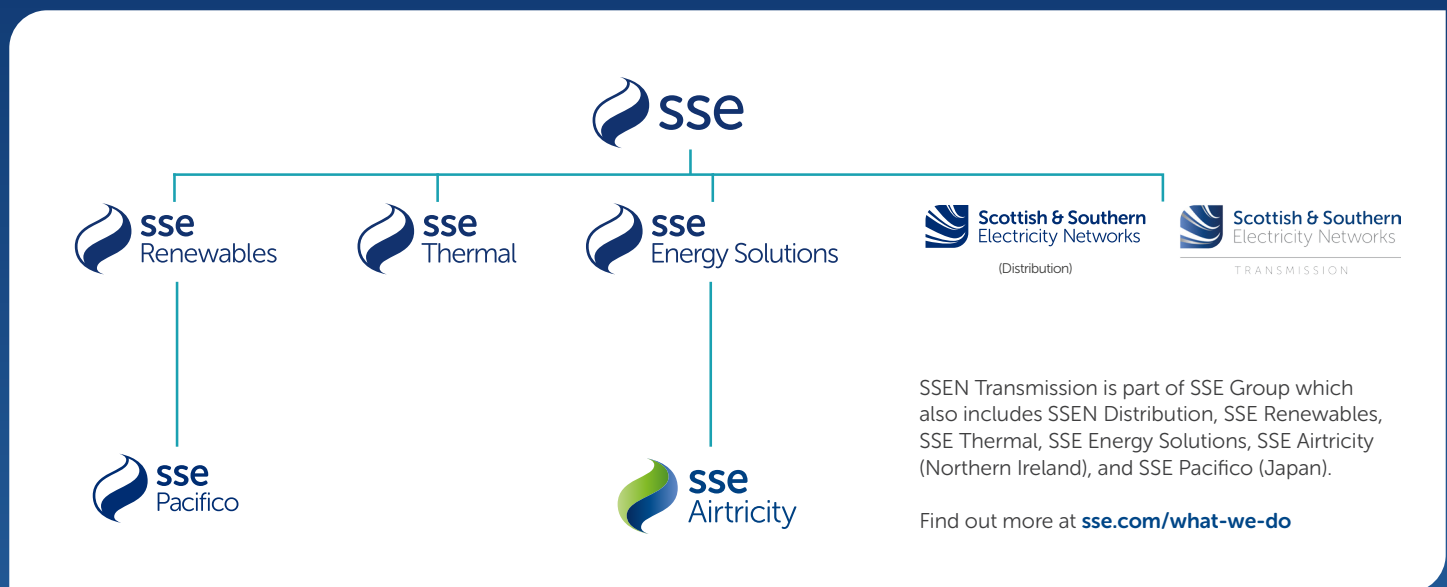 sse
sse
Renewables
sse
Thermal
sse
Energy Solutions
Scottish & Southern
Electricity Networks
(Distribution)
Scottish & Southern
Electricity Networks
TRANSMISSION
SSEN Transmission is part of SSE Group which
also includes SSEN Distribution, SSE Renewables,
SSE Thermal, SSE Energy Solutions, SSE Airtricity
(Northern Ireland), and SSE Pacifico (Japan).
sse
Pacifico
sse
Airtricity
Find out more at sse.com/what-we-do